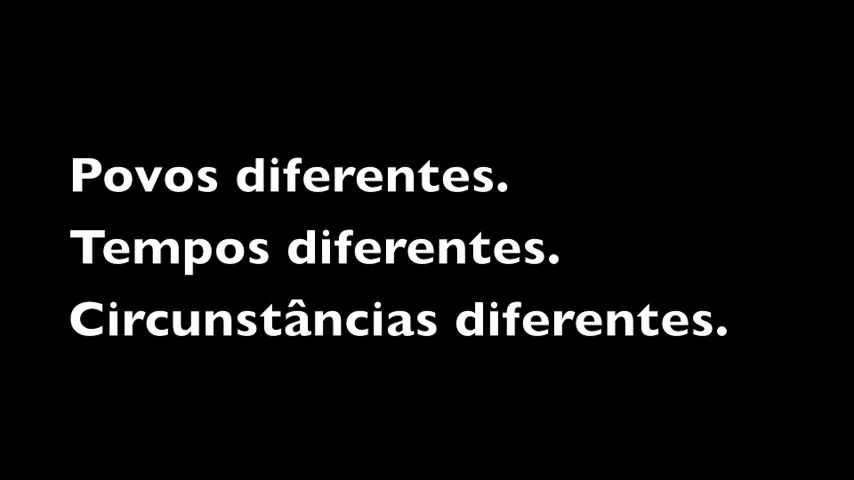 Povos diferentes.
Tempos diferentes.
Circunstâncias diferentes.